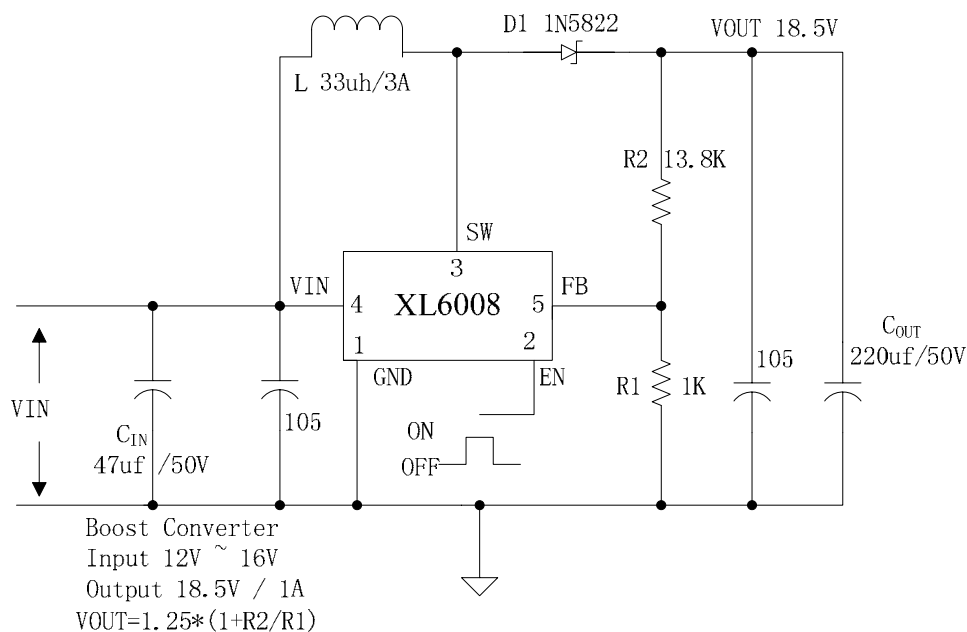 D1 1N5822
VOUT 18.5V
L 33uh/3A
R2 13.8K
SW
3
VIN
4
XL6008
5
FB
1
2
GND
EN
COUT
220uf/50V
105
R1 1K
VIN
CIN
47uf /50V
105
ON
OFF
Boost Converter
Input 12V ~ 16V
Output 18.5V / 1A
VOUT=1.25*(1+R2/R1)